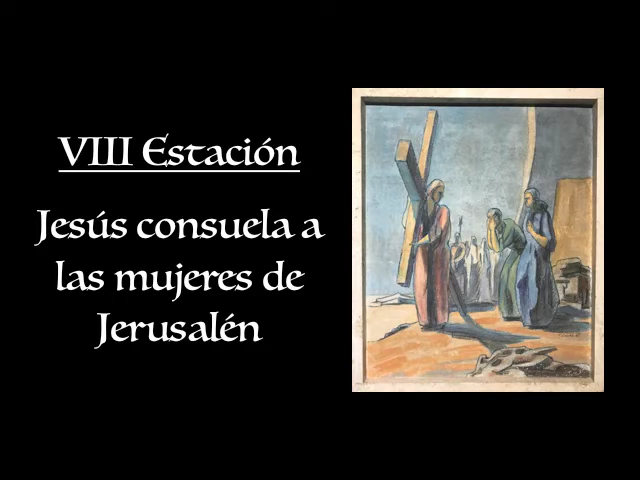 VIII Estación
Jesús consuela a
las mujeres de
Jerusalén